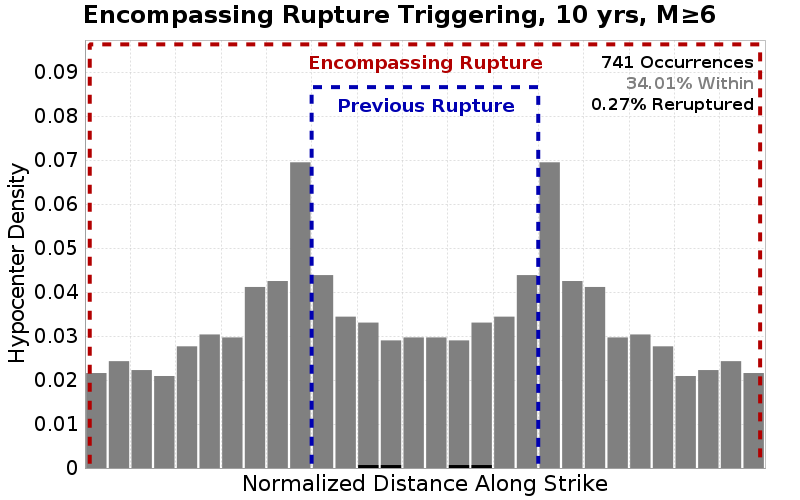 Encompassing Rupture Triggering, 10 yrs, M≥6
Encompassing Rupture
741 Occurrences
34.01% Within
Previous Rupture
0.27% Reruptured
Hypocenter Density
0.09
0.08
0.07
0.06
0.05
0.04
0.03
0.02
0.01
0
Normalized Distance Along Strike